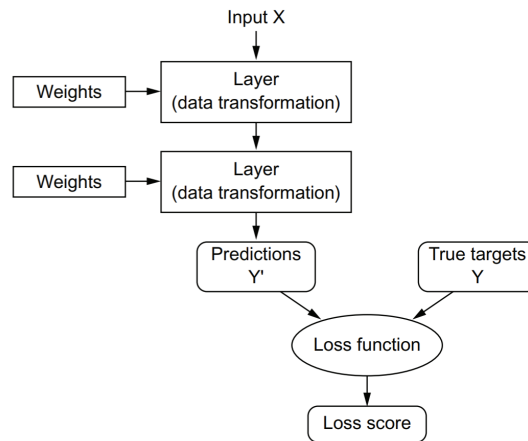 Input X
Weights
Layer
(data transformation)
Weights
Layer
(data transformation)
Predictions
Y'
True targets
Y
Loss function
Loss score